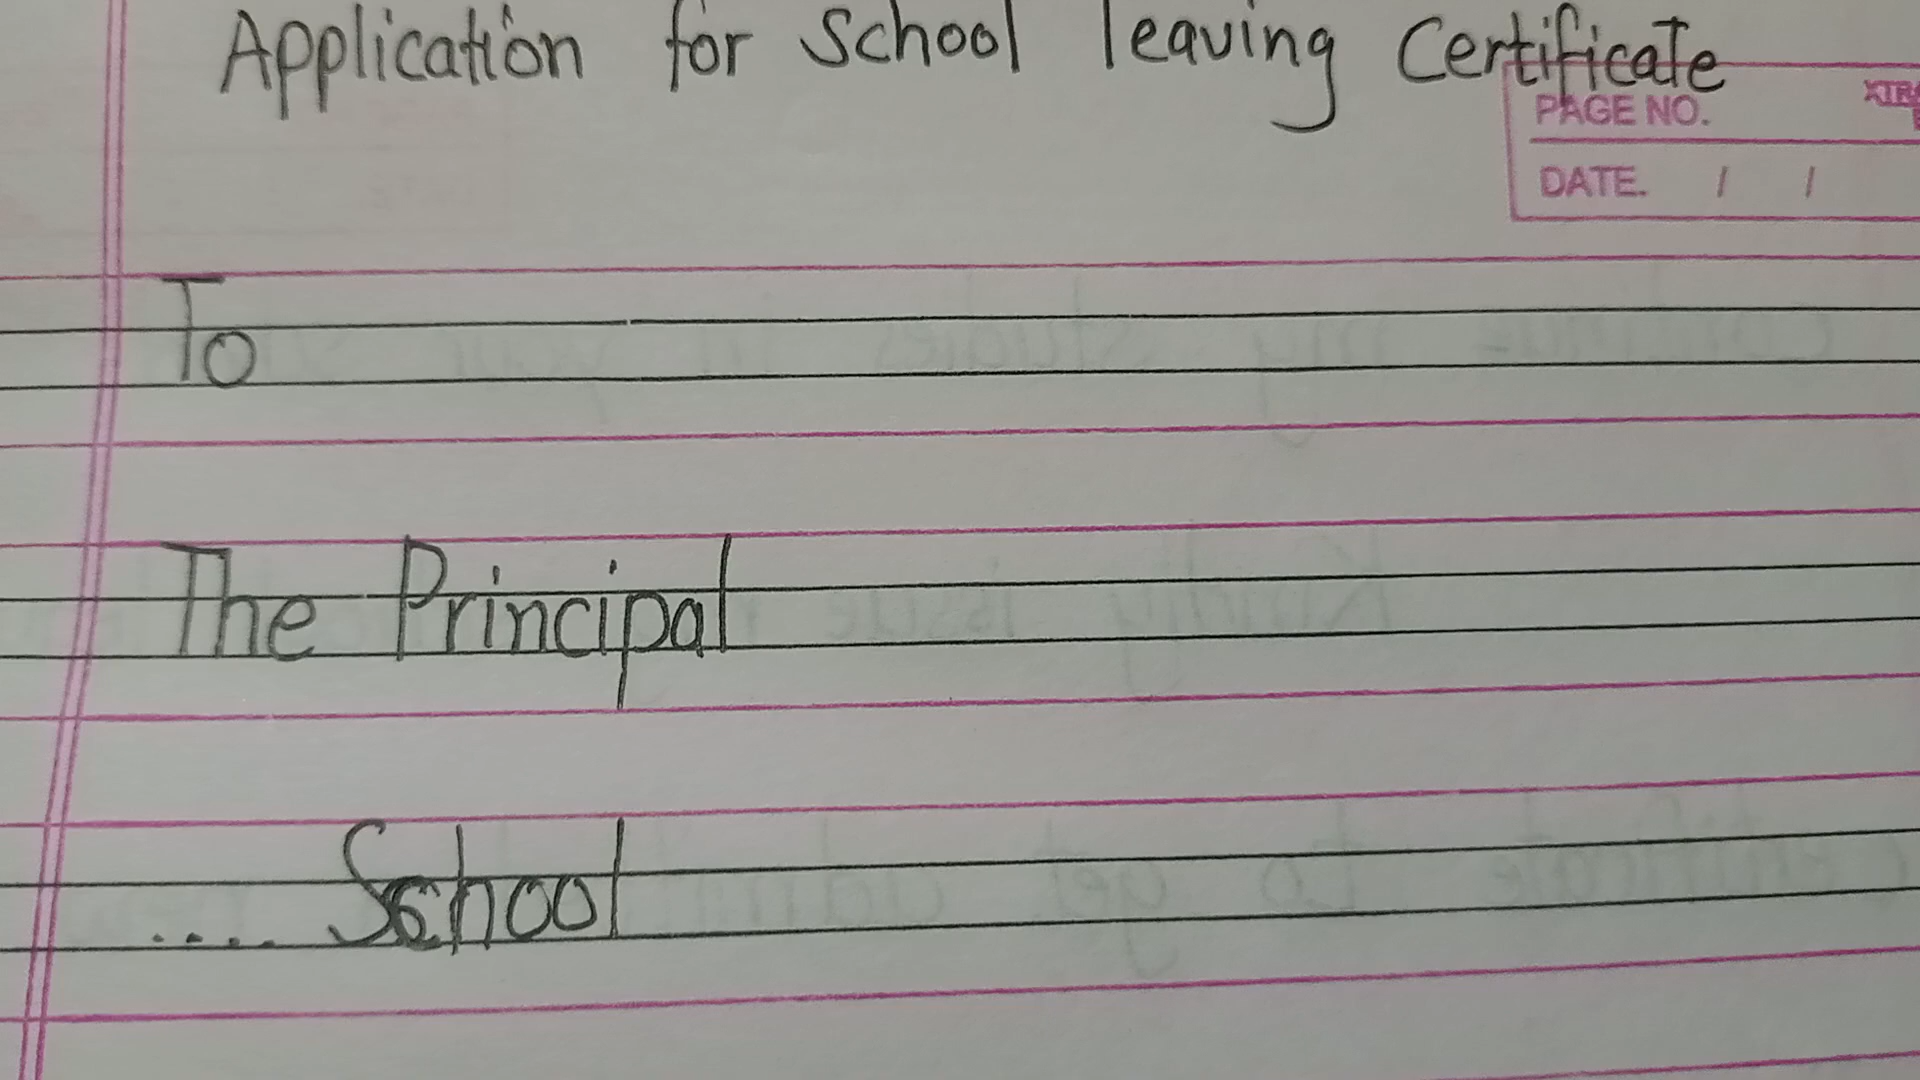 Application for School leaving Certificate
PAGE NO.
DATE. / /
To
The Principal
.... School